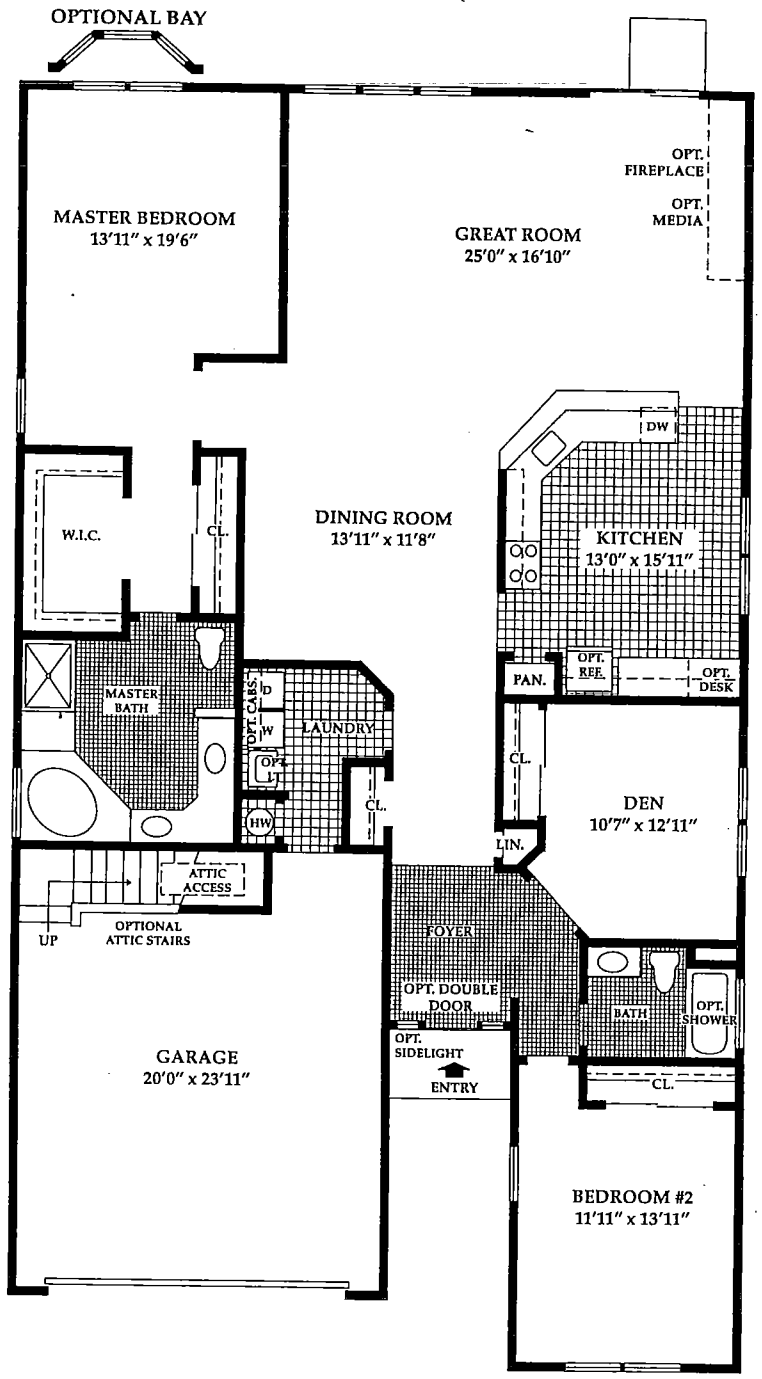 OPTIONAL BAY
OPT.
FIREPLACE
OPT.
MEDIA
MASTER BEDROOM
13'11" x 19'6"
GREAT ROOM
25'0" x 16'10"
DW
W.I.C.
CL.
DINING ROOM
13'11" x 11'8"
KITCHEN
13'0" x 15'11"
OPT.
REF.
PAN.
OPT.
DESK
MASTER
BATH
OPT. CABS.
D
W
LAUNDRY
OPT.
LT
CL.
HW
CL.
DEN
10'7" x 12'11"
LIN.
ATTIC
ACCESS
UP
OPTIONAL
ATTIC STAIRS
FOYER
OPT. DOUBLE
DOOR
BATH
OPT.
SHOWER
OPT.
SIDELIGHT
ENTRY
GARAGE
20'0" x 23'11"
CL.
BEDROOM #2
11'11" x 13'11"